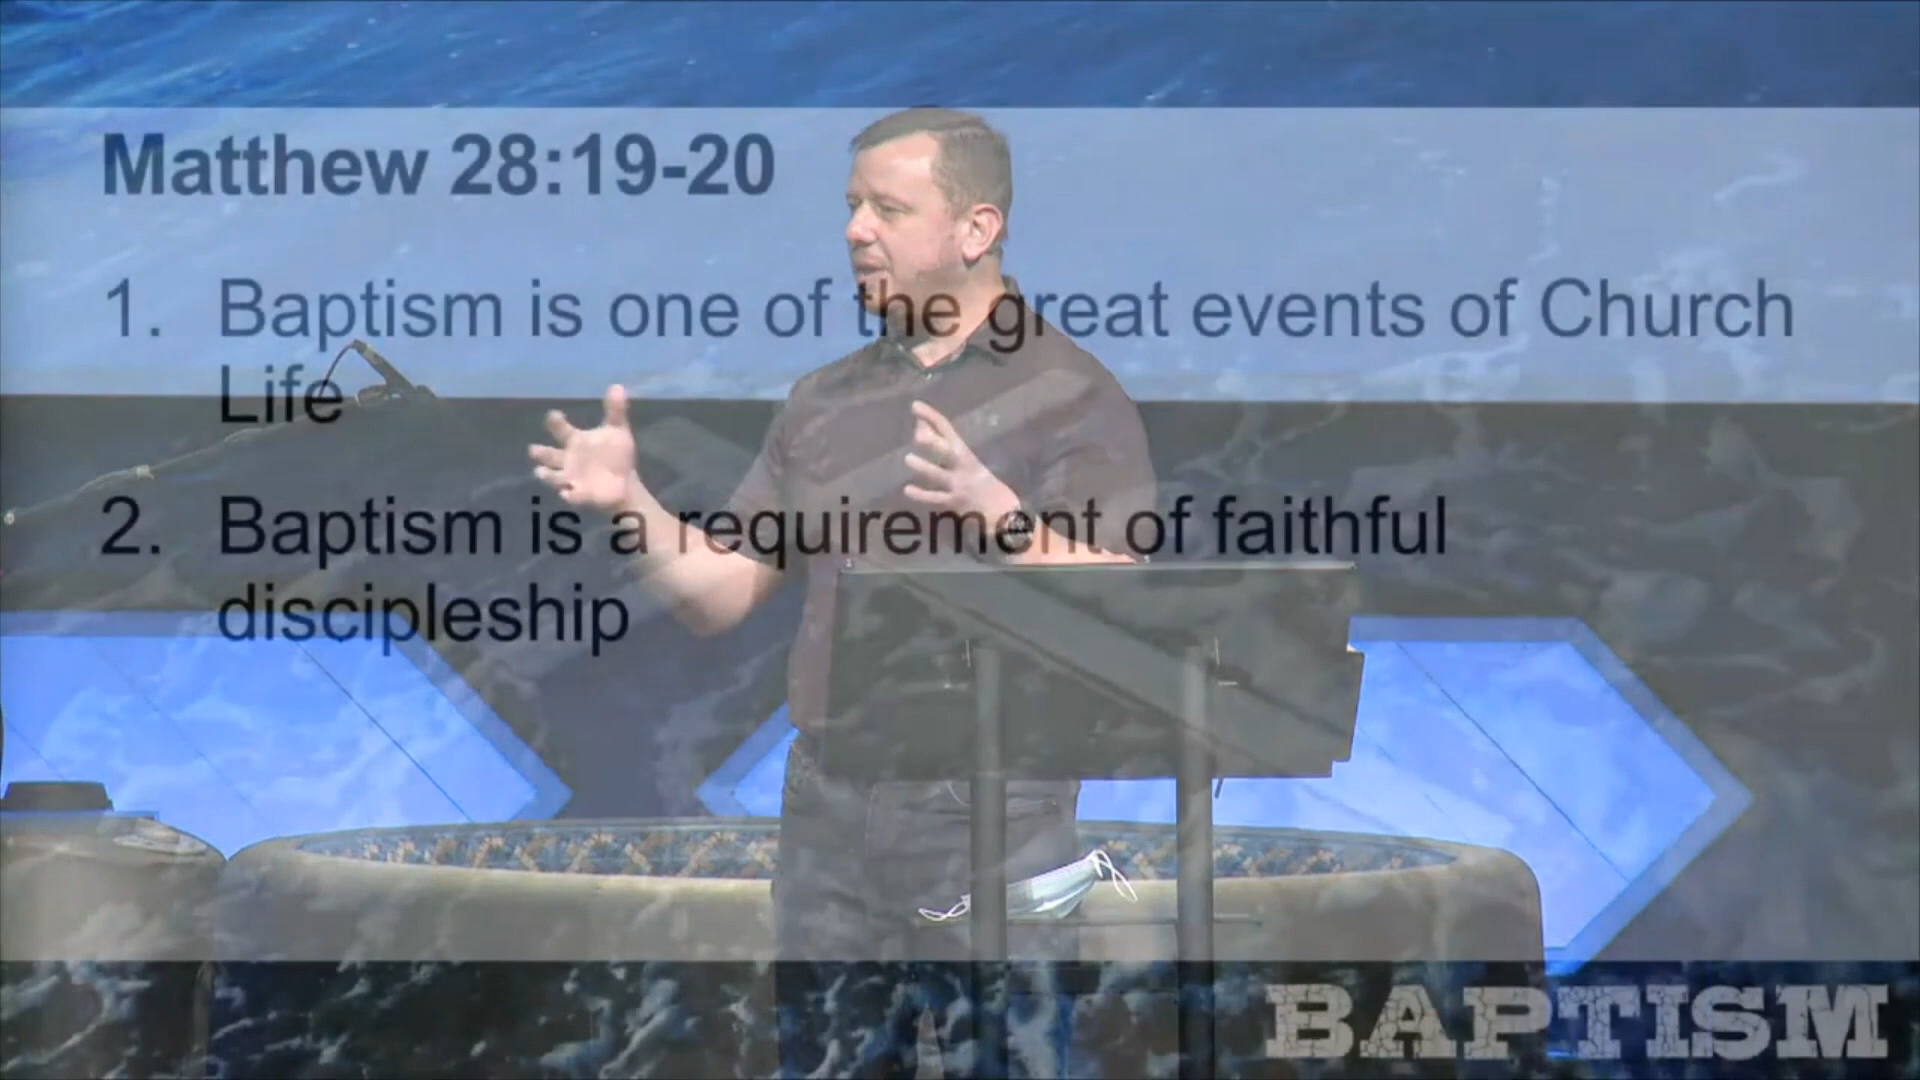 Matthew 28:19-20
1. Baptism is one of the great events of Church
Life
2. Baptism is a requirement of faithful
discipleship
BAPTISM